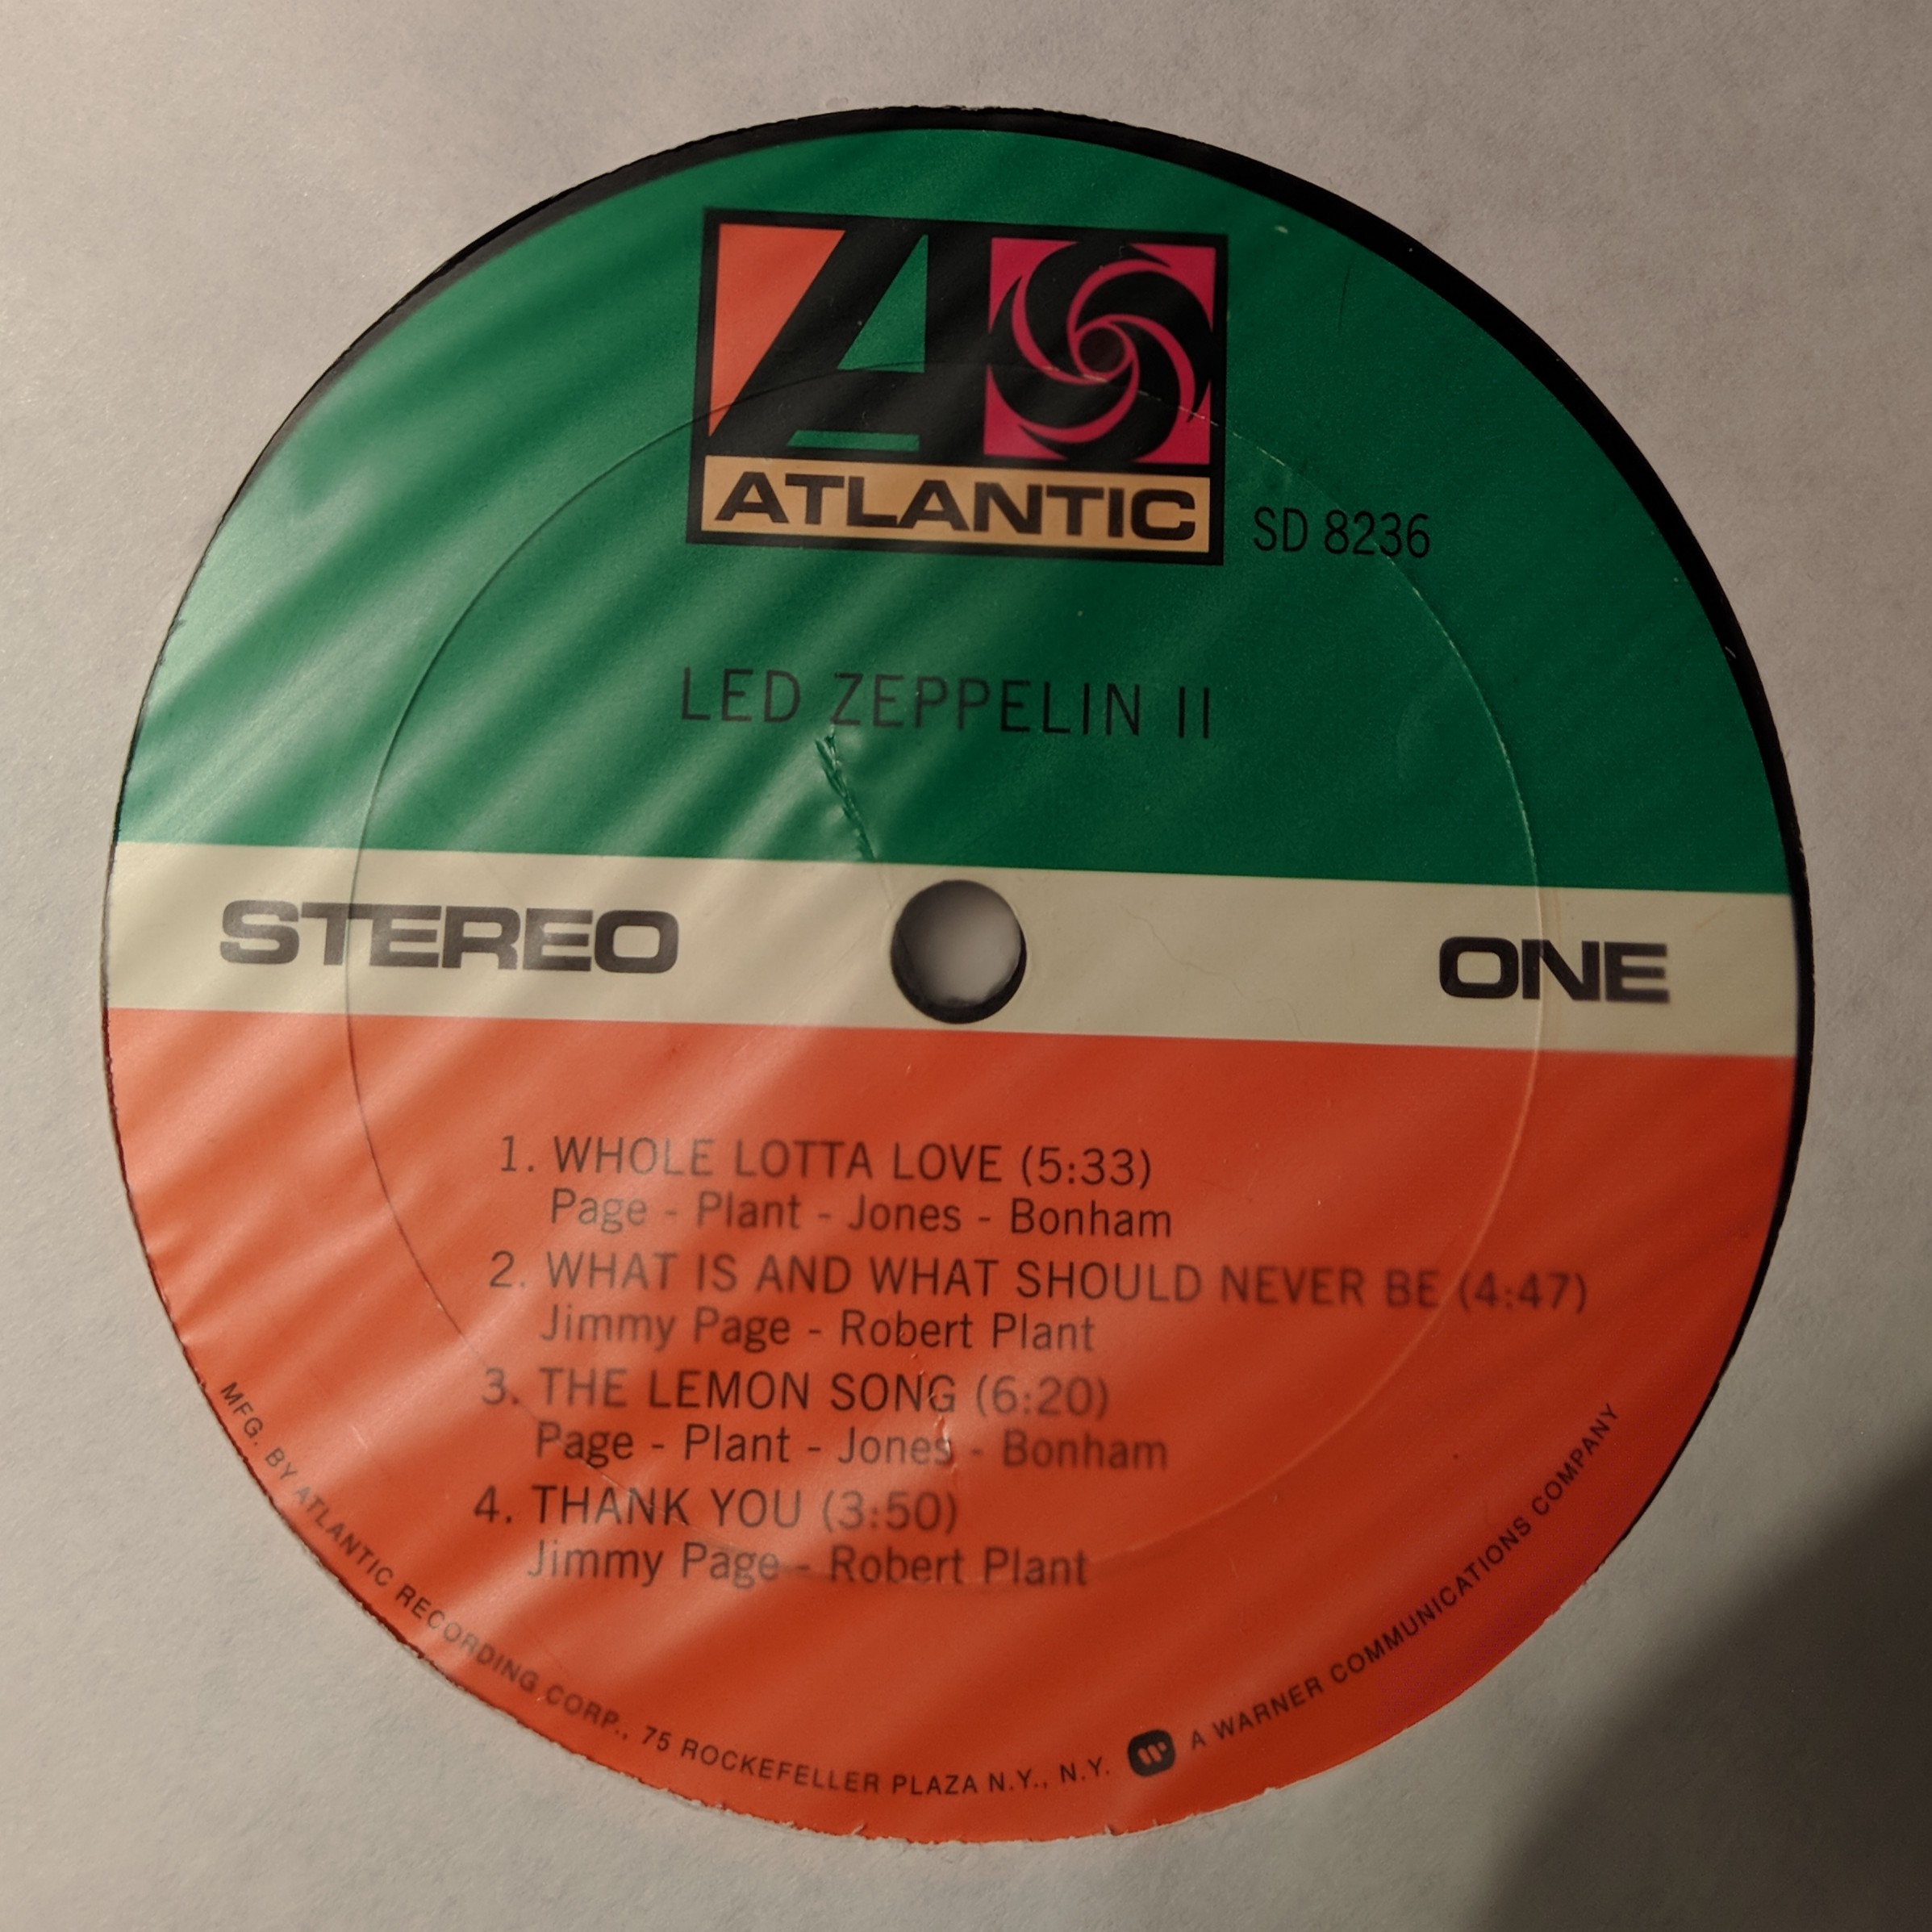 ATLANTIC
SD 8236
LED ZEPPELIN II
STEREO
ONE
1. WHOLE LOTTA LOVE (5:33)
Page - Plant - Jones - Bonham
2. WHAT IS AND WHAT SHOULD NEVER BE (4:47)
Jimmy Page - Robert Plant
3. THE LEMON SONG (6:20)
Page - Plant - Jones - Bonham
4. THANK YOU (3:50)
Jimmy Page - Robert Plant
MFG. BY ATLANTIC RECORDING CORP., 75 ROCKEFELLER PLAZA N.Y., N.Y. A WARNER COMMUNICATIONS COMPANY